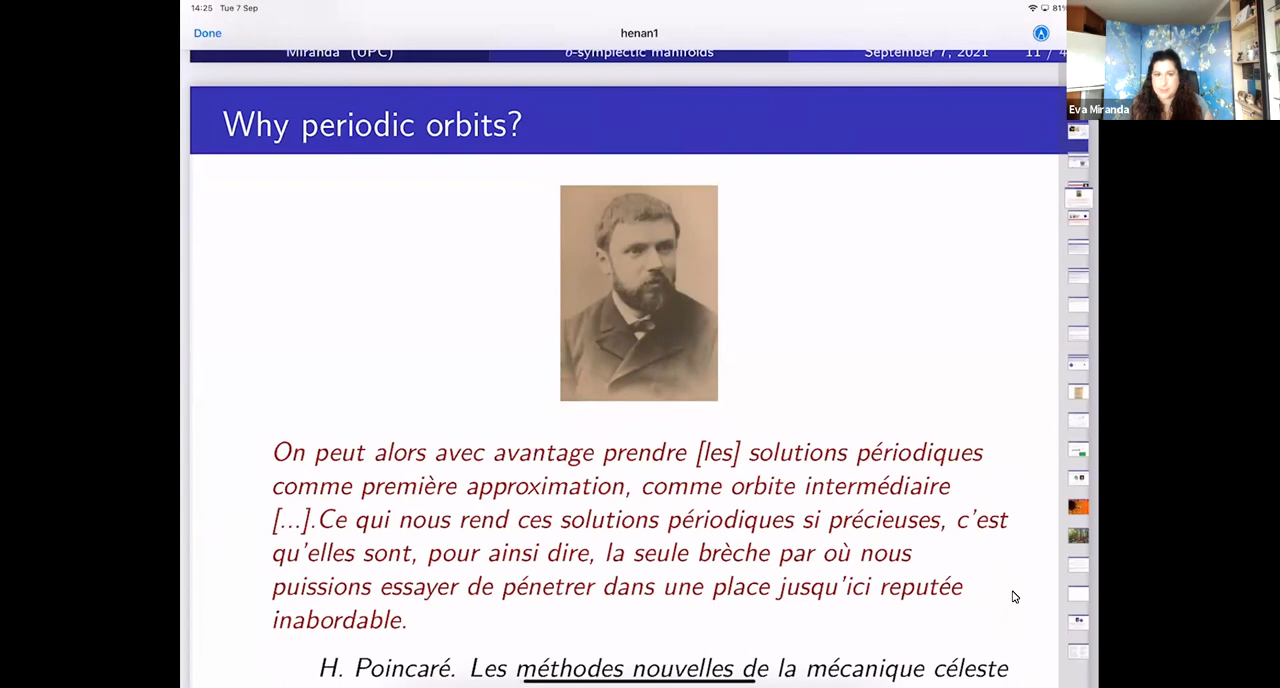 14:25 Tue 7 Sep
81%
Done
henan1
Miranda (UPC)
b-symplectic manifolds
September 7, 2021
11 / 4
Eva Miranda
Why periodic orbits?
On peut alors avec avantage prendre [les] solutions périodiques
comme première approximation, comme orbite intermédiaire
[...].Ce qui nous rend ces solutions périodiques si précieuses, c'est
qu'elles sont, pour ainsi dire, la seule brèche par où nous
puissions essayer de pénetrer dans une place jusqu'ici reputée
inabordable.
H. Poincaré. Les méthodes nouvelles de la mécanique céleste